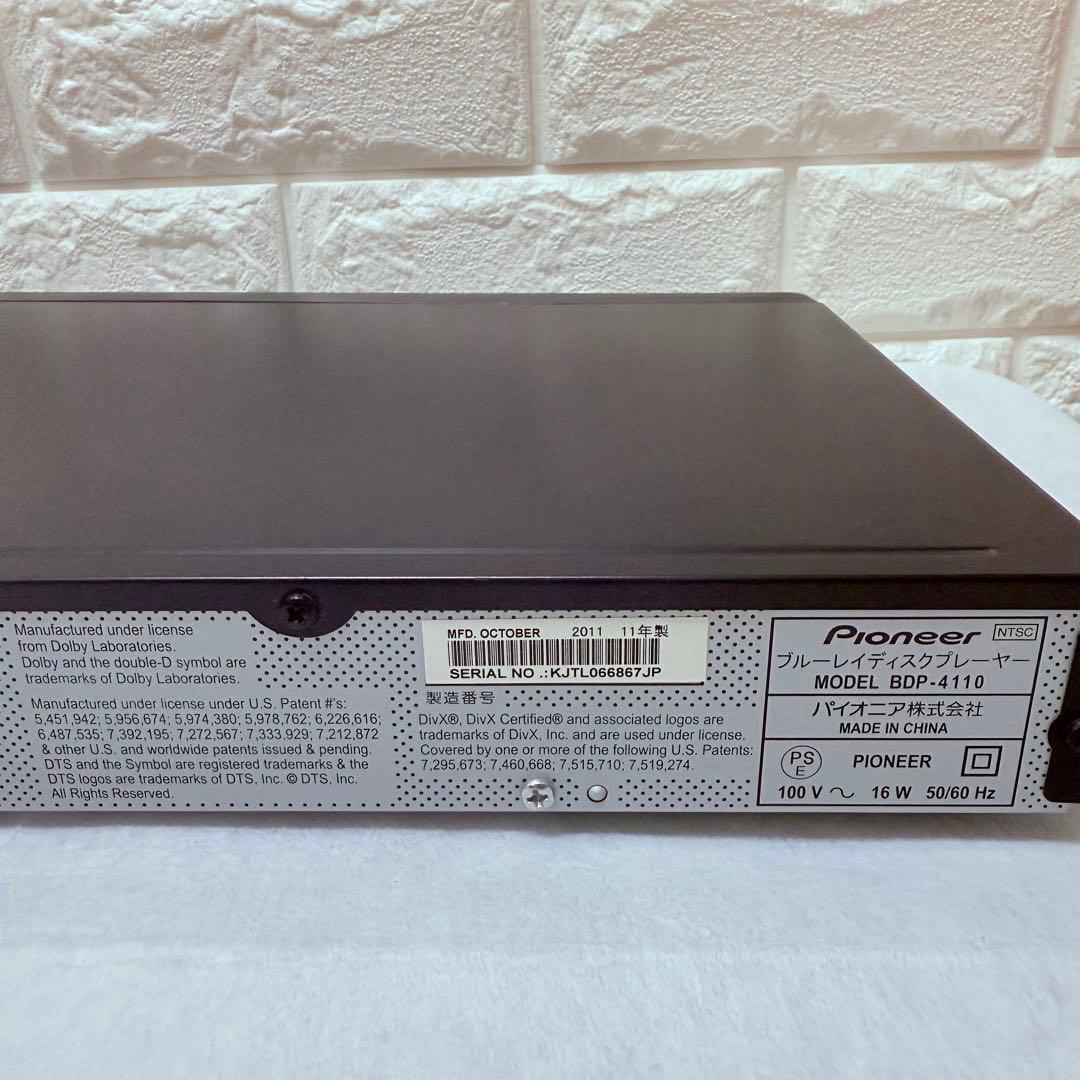 Manufactured under license
from Dolby Laboratories.
Dolby and the double-D symbol are
trademarks of Dolby Laboratories.
Manufactured under license under U.S. Patent #'s:
5,451,942; 5,956,674; 5,974,380; 5,978,762; 6,226,616;
6,487,535; 7,392,195; 7,272,567; 7,333,929; 7,212,872
& other U.S. and worldwide patents issued & pending.
DTS and the Symbol are registered trademarks & the
DTS logos are trademarks of DTS, Inc. © DTS, Inc.
All Rights Reserved.
MFD. OCTOBER 2011 11年製
SERIAL NO .:KJTL066867JP
製造番号
DivX®, DivX Certified® and associated logos are
trademarks of DivX, Inc. and are used under license.
Covered by one or more of the following U.S. Patents:
7,295,673; 7,460,668; 7,515,710; 7,519,274.
Pioneer NTSC
ブルーレイディスクプレーヤー
MODEL BDP-4110
パイオニア株式会社
MADE IN CHINA
PS
E
PIONEER
100 V ～ 16 W 50/60 Hz